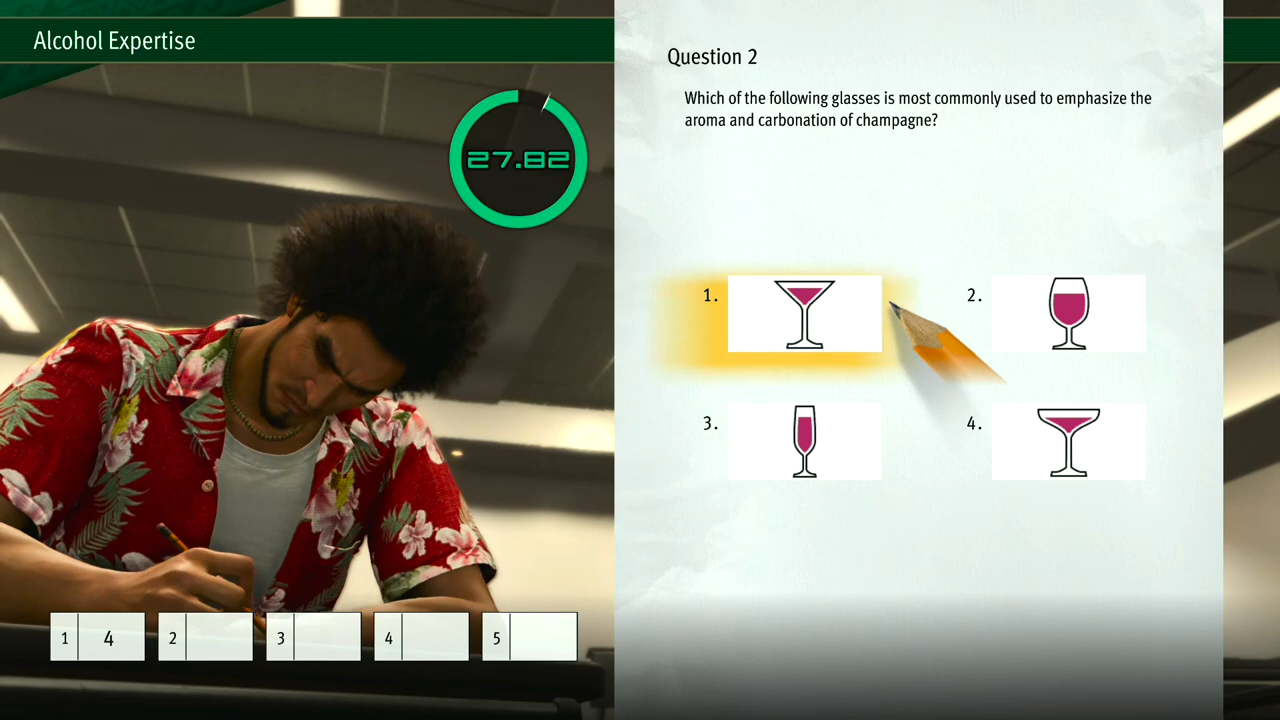 Alcohol Expertise
27.82
Question 2
Which of the following glasses is most commonly used to emphasize the
aroma and carbonation of champagne?
1.
2.
3.
4.
1 4 2 3 4 5